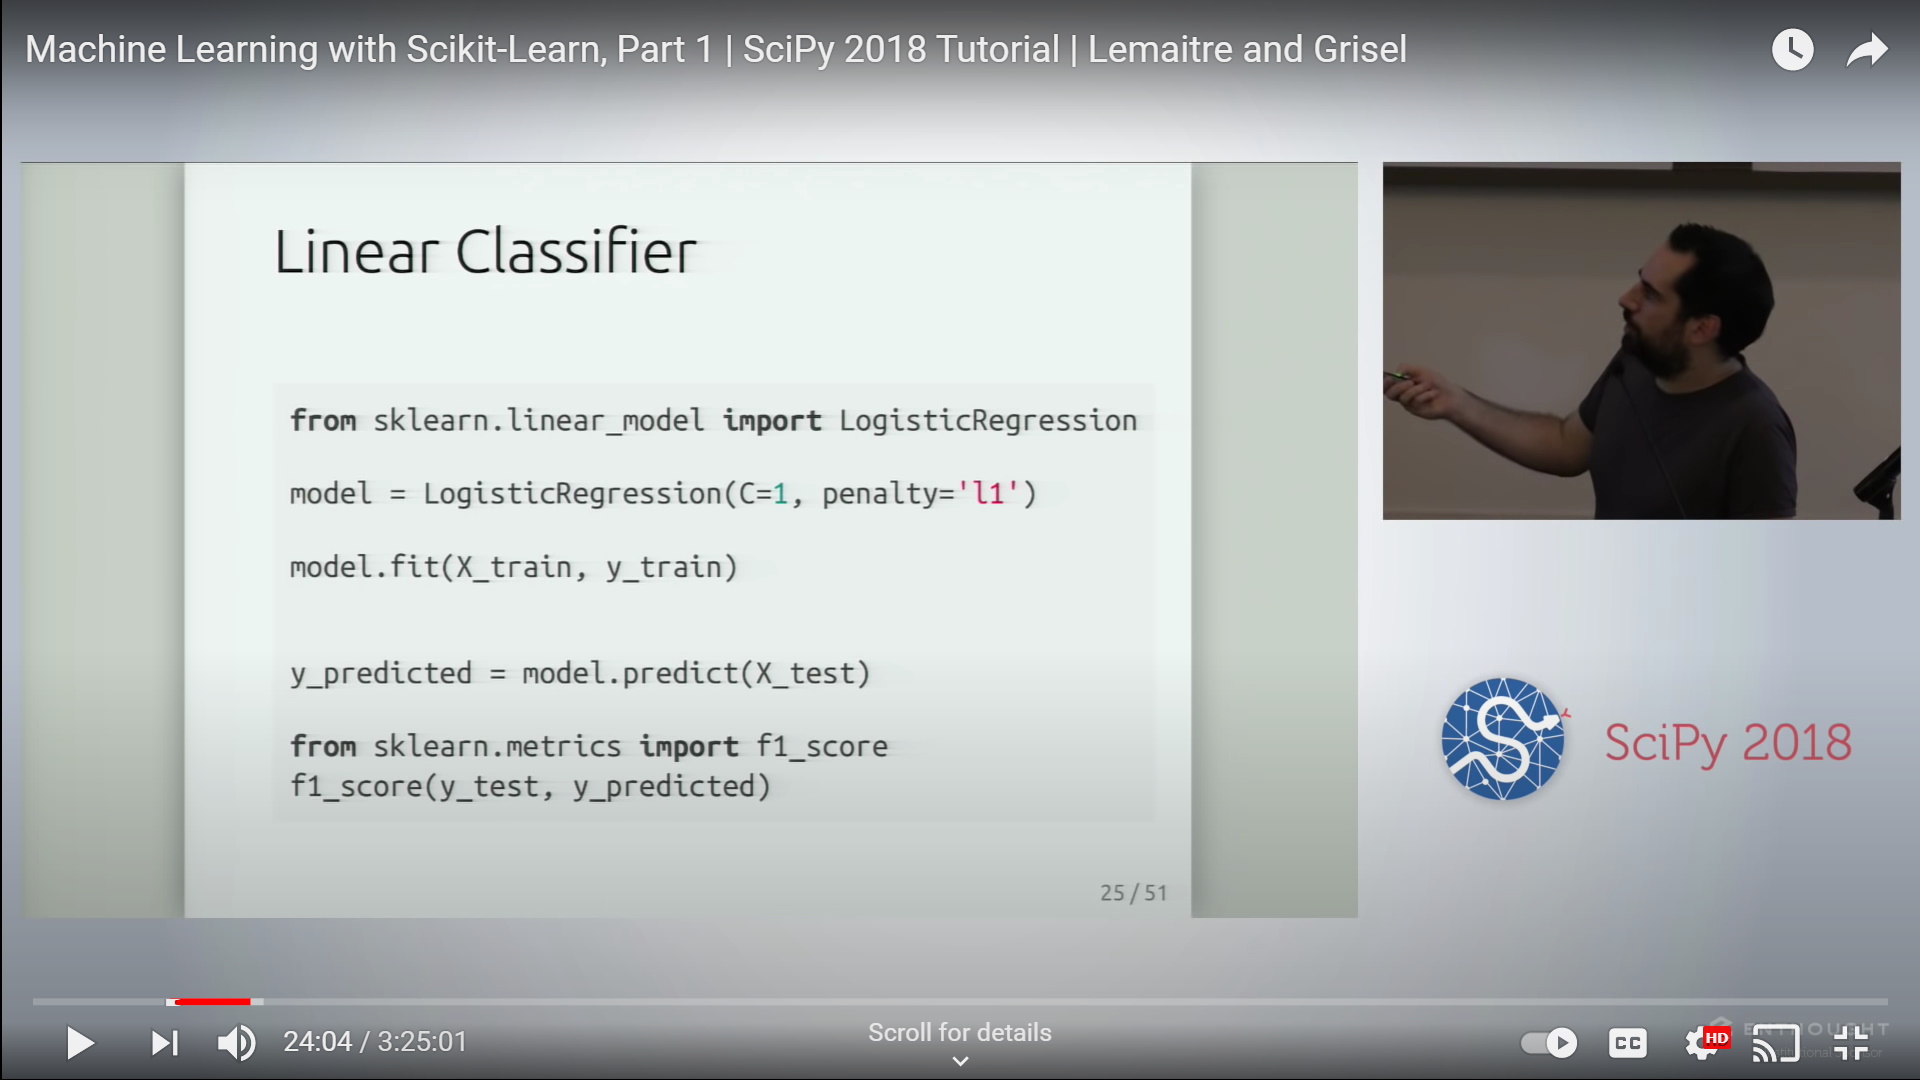 Machine Learning with Scikit-Learn, Part 1 | SciPy 2018 Tutorial | Lemaitre and Grisel
Linear Classifier
from sklearn.linear_model import LogisticRegression
model = LogisticRegression(C=1, penalty='l1')
model.fit(X_train, y_train)
y_predicted = model.predict(X_test)
from sklearn.metrics import f1_score
f1_score(y_test, y_predicted)
25 / 51
SciPy 2018
24:04 / 3:25:01
Scroll for details
CC
HD
ENTHOUGHT